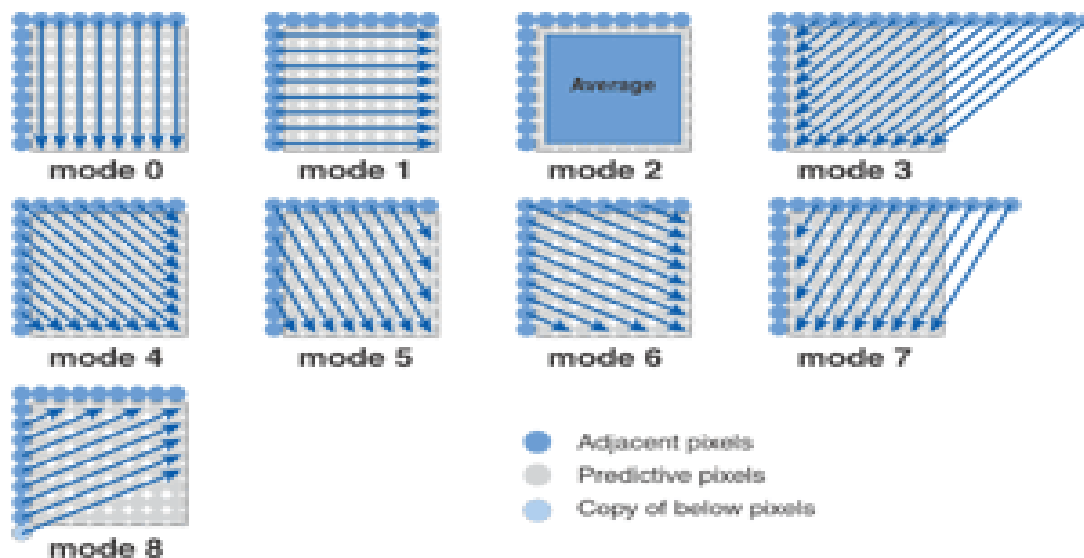 Average
mode 0
mode 1
mode 2
mode 3
mode 4
mode 5
mode 6
mode 7
mode 8
Adjacent pixels
Predictive pixels
Copy of below pixels